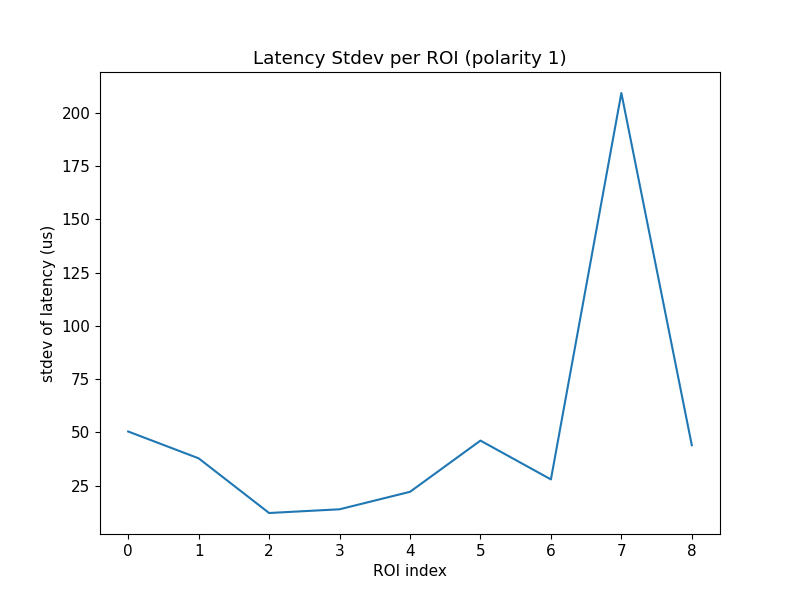 Latency Stdev per ROI (polarity 1)
stdev of latency (us)
200
175
150
125
100
75
50
25
0 1 2 3 4 5 6 7 8
ROI index